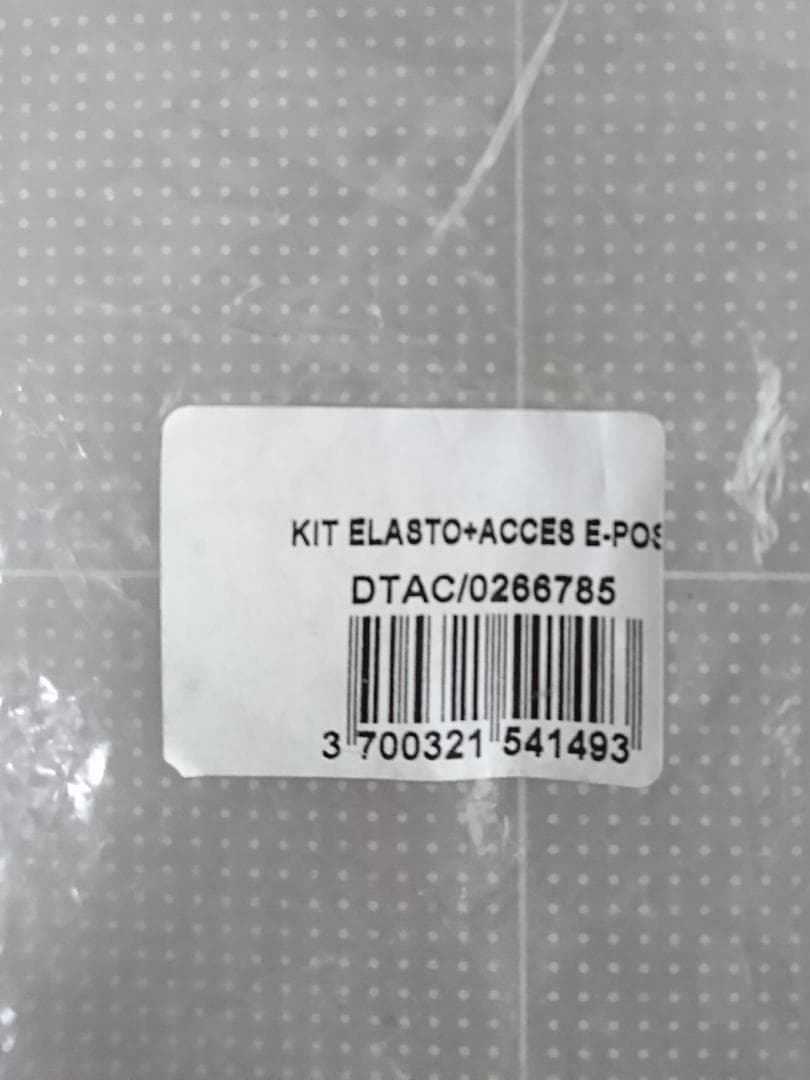 KIT ELASTO+ACCES E-POS
DTAC/0266785
3 700321 541493